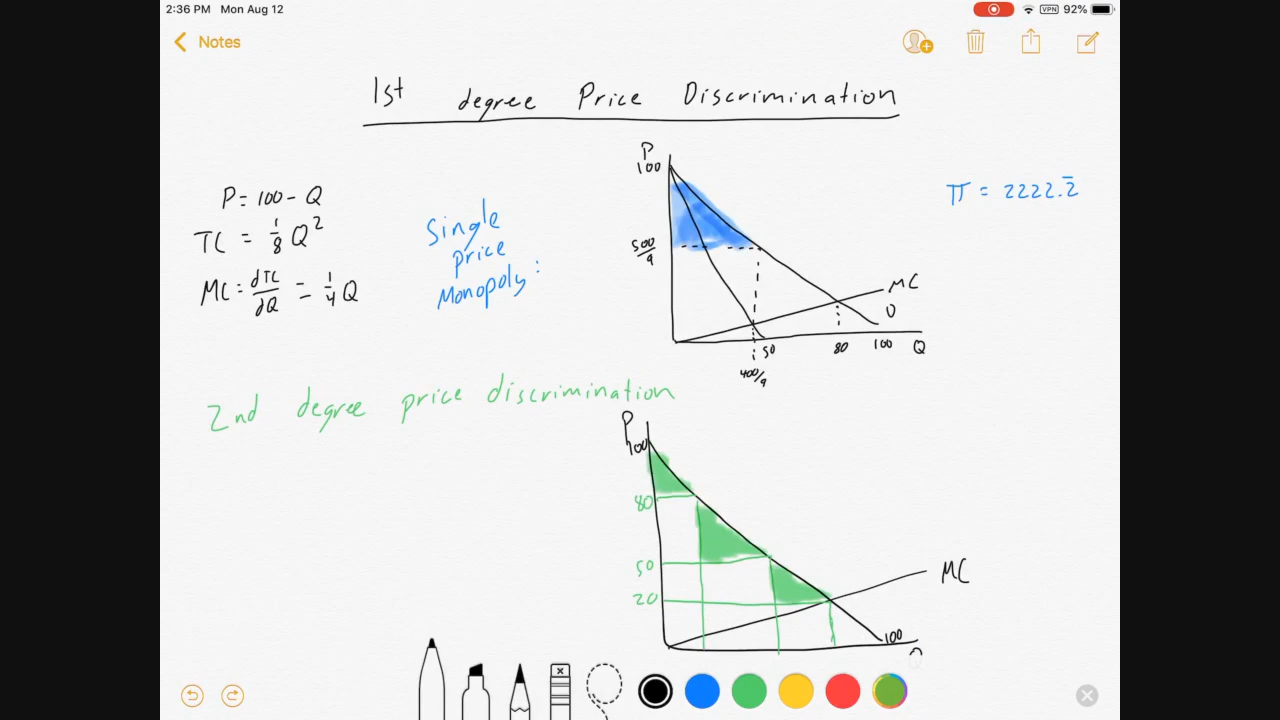 2:36 PM Mon Aug 12
VPN 92%
Notes
1st degree Price Discrimination
P = 100 - Q
TC = 1/8 Q²
MC = dTC/dQ = 1/4 Q
Single
price
Monopoly:
P
100
500/9
MC
D
50
80
100
Q
400/9
π = 2222.2̅
2nd degree price discrimination
P
100
80
50
20
MC
100
Q